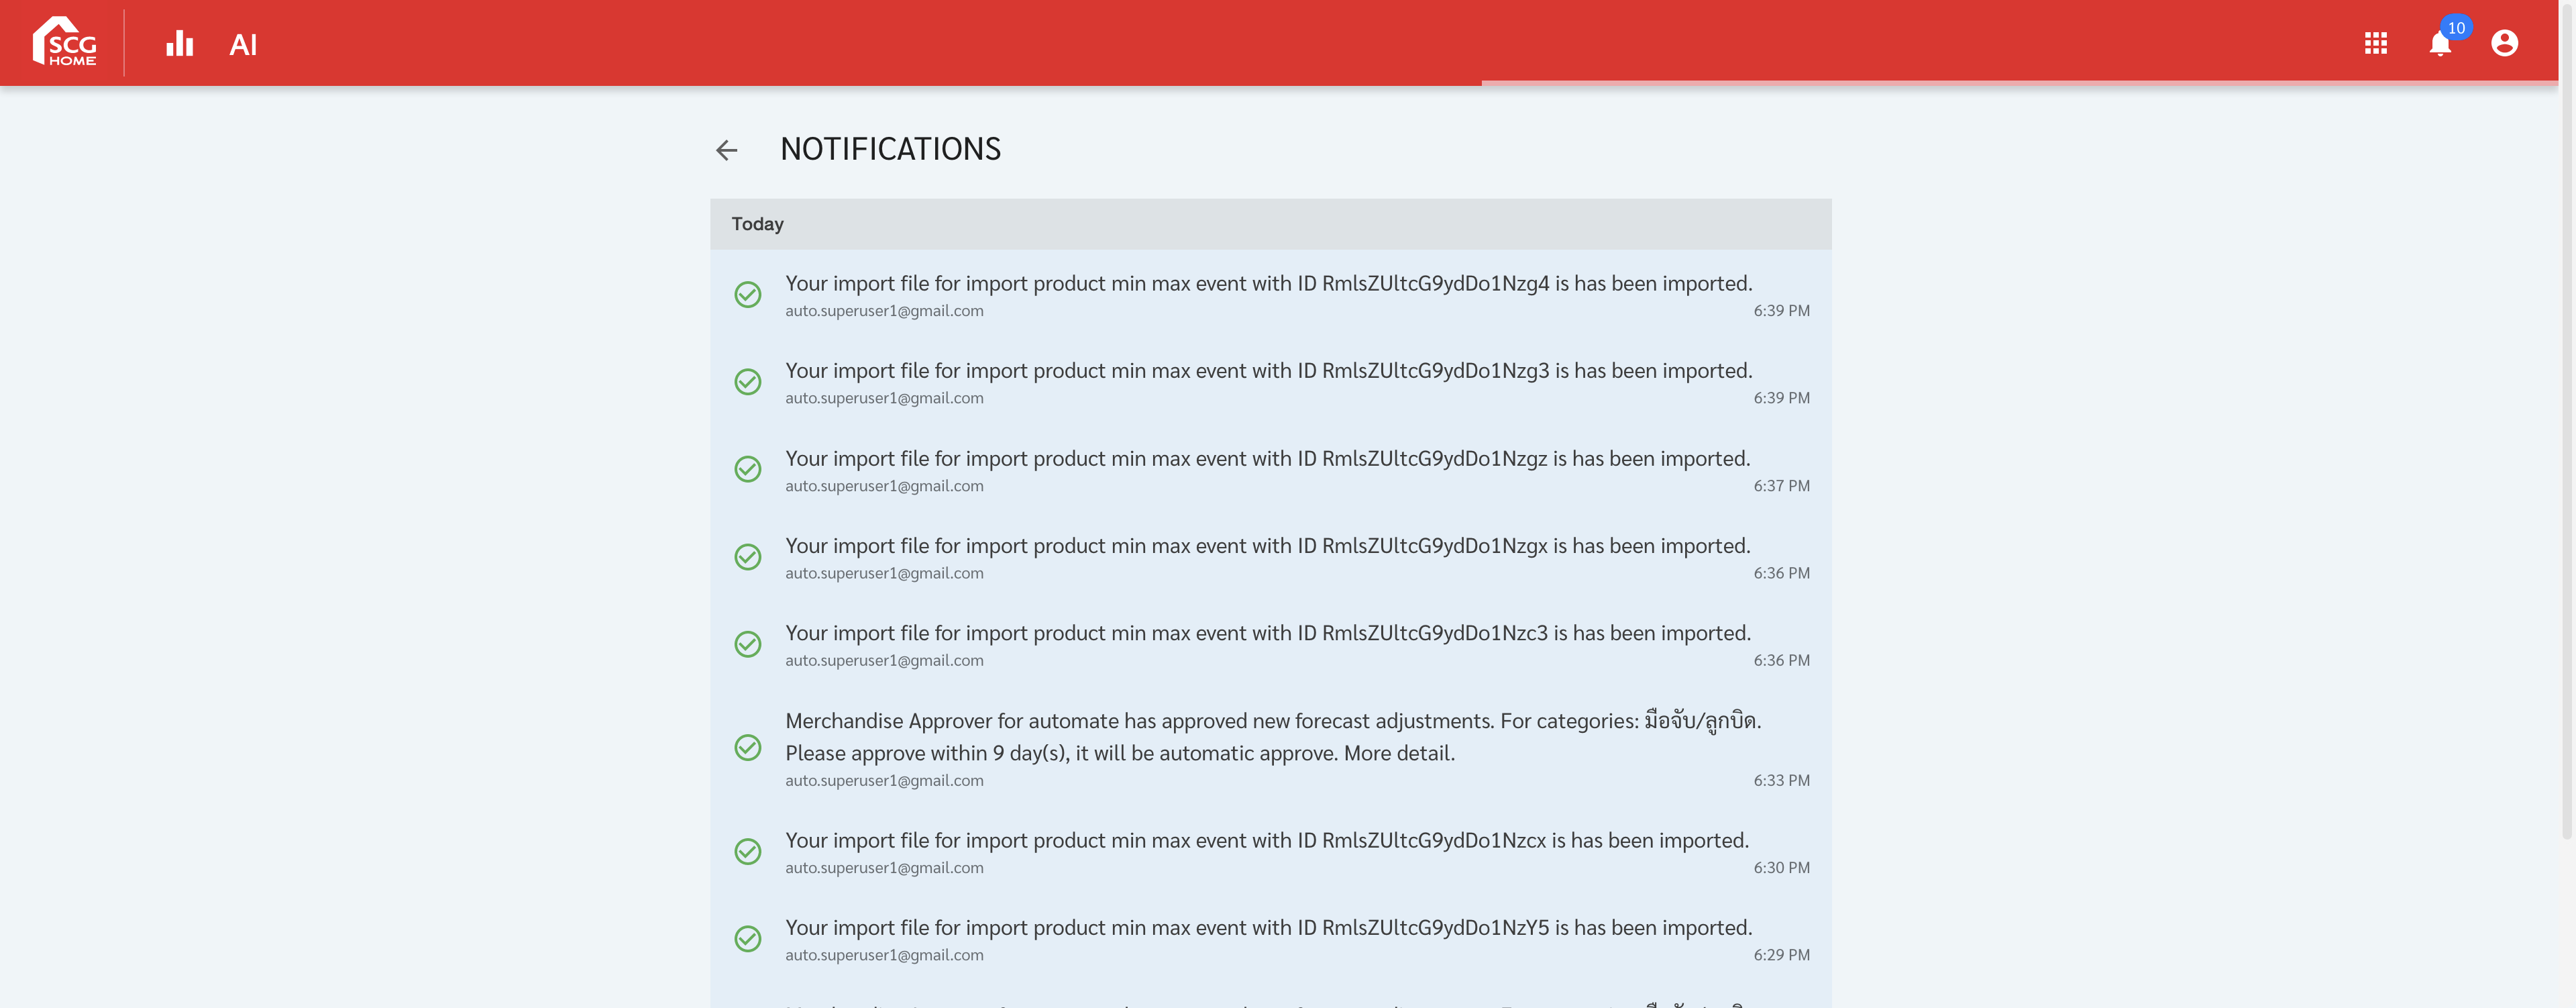 SCG
HOME
AI
10
NOTIFICATIONS
Today
Your import file for import product min max event with ID RmlsZUltcG9ydDo1Nzg4 is has been imported.
auto.superuser1@gmail.com 6:39 PM
Your import file for import product min max event with ID RmlsZUltcG9ydDo1Nzg3 is has been imported.
auto.superuser1@gmail.com 6:39 PM
Your import file for import product min max event with ID RmlsZUltcG9ydDo1Nzgz is has been imported.
auto.superuser1@gmail.com 6:37 PM
Your import file for import product min max event with ID RmlsZUltcG9ydDo1Nzgx is has been imported.
auto.superuser1@gmail.com 6:36 PM
Your import file for import product min max event with ID RmlsZUltcG9ydDo1Nzc3 is has been imported.
auto.superuser1@gmail.com 6:36 PM
Merchandise Approver for automate has approved new forecast adjustments. For categories: มือจับ/ลูกบิด.
Please approve within 9 day(s), it will be automatic approve. More detail.
auto.superuser1@gmail.com 6:33 PM
Your import file for import product min max event with ID RmlsZUltcG9ydDo1Nzcx is has been imported.
auto.superuser1@gmail.com 6:30 PM
Your import file for import product min max event with ID RmlsZUltcG9ydDo1NzY5 is has been imported.
auto.superuser1@gmail.com 6:29 PM